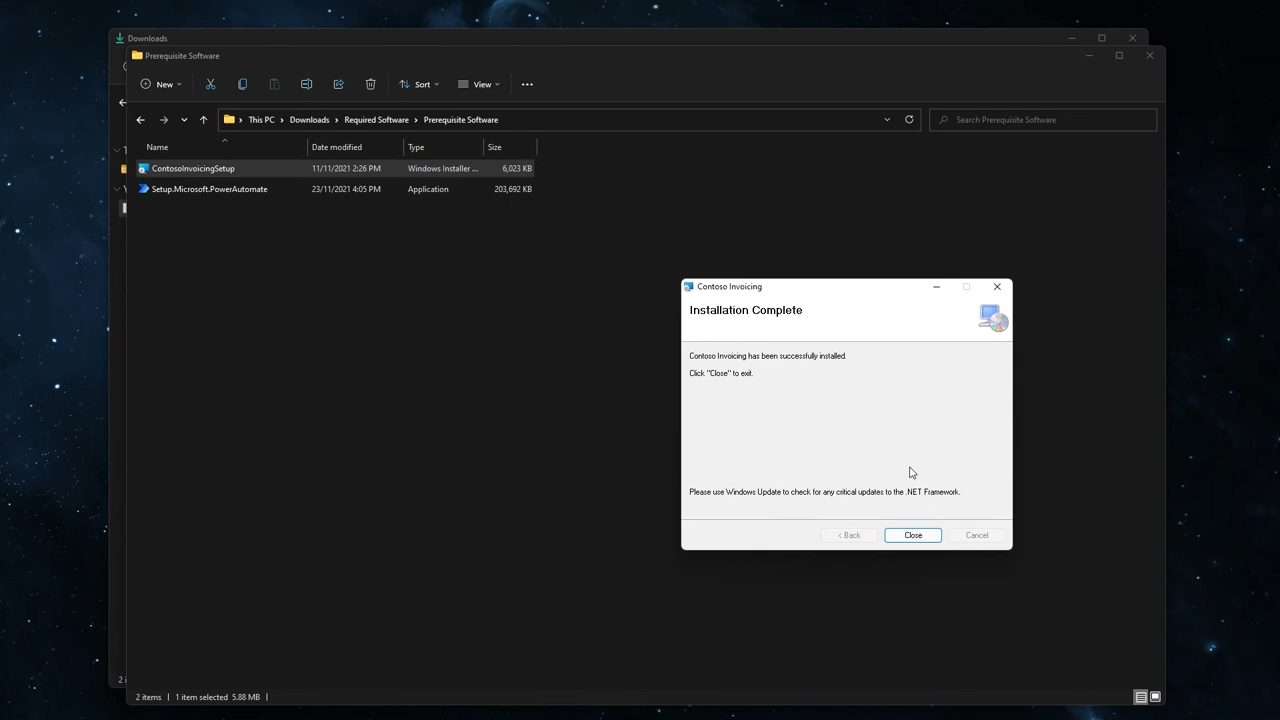 Downloads
Prerequisite Software
New
Sort
View
This PC > Downloads > Required Software > Prerequisite Software
Search Prerequisite Software
Name Date modified Type Size
ContosoInvoicingSetup 11/11/2021 2:26 PM Windows Installer ... 6,023 KB
Setup.Microsoft.PowerAutomate 23/11/2021 4:05 PM Application 203,692 KB
Contoso Invoicing
Installation Complete
Contoso Invoicing has been successfully installed.
Click "Close" to exit.
Please use Windows Update to check for any critical updates to the .NET Framework.
< Back Close Cancel
2 items 1 item selected 5.88 MB